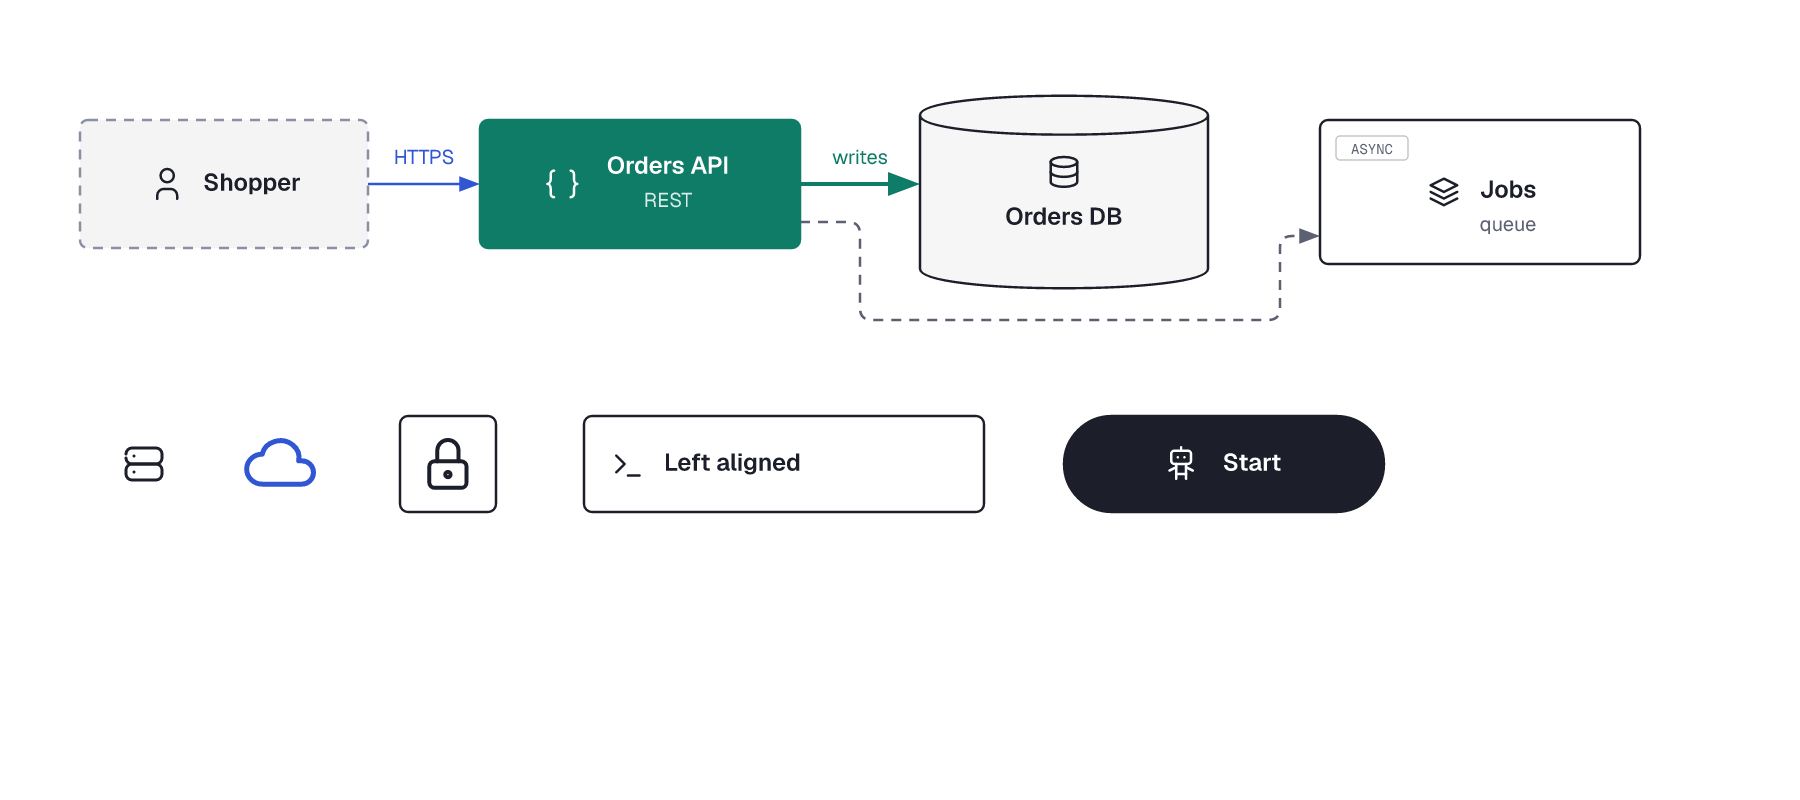 Shopper
HTTPS
Orders API
REST
writes
Orders DB
ASYNC
Jobs
queue
Left aligned
Start